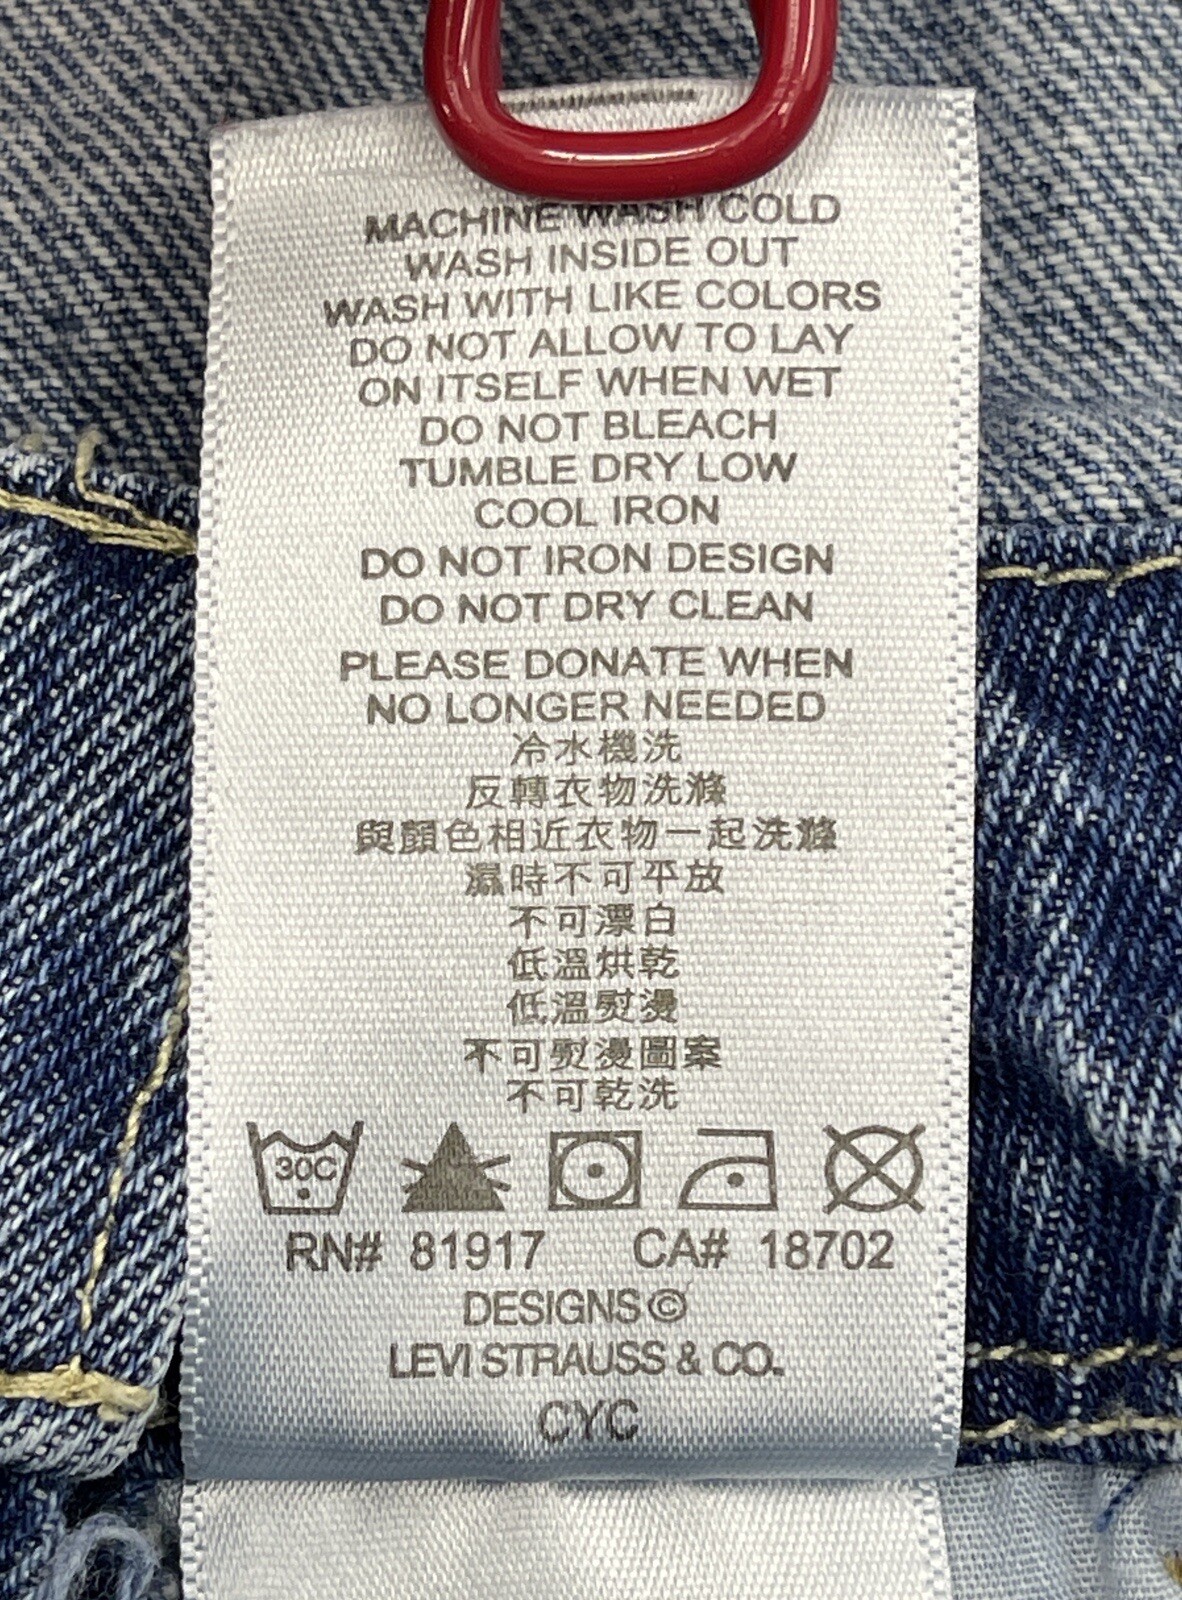 MACHINE WASH COLD
WASH INSIDE OUT
WASH WITH LIKE COLORS
DO NOT ALLOW TO LAY
ON ITSELF WHEN WET
DO NOT BLEACH
TUMBLE DRY LOW
COOL IRON
DO NOT IRON DESIGN
DO NOT DRY CLEAN
PLEASE DONATE WHEN
NO LONGER NEEDED
冷水機洗
反轉衣物洗滌
與顏色相近衣物一起洗滌
濕時不可平放
不可漂白
低溫烘乾
低溫熨燙
不可熨燙圖案
不可乾洗
30C
RN# 81917 CA# 18702
DESIGNS ©
LEVI STRAUSS & CO.
CYC